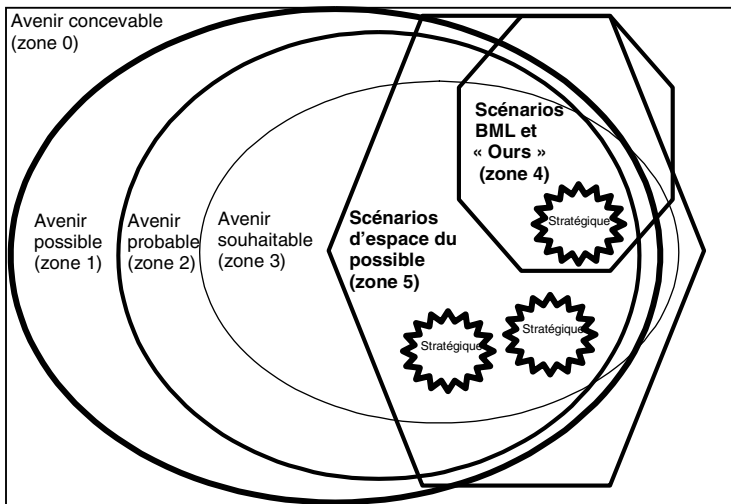 Avenir concevable
(zone 0)
Scénarios
BML et
« Ours »
(zone 4)
Stratégique
Avenir
possible
(zone 1)
Avenir
probable
(zone 2)
Avenir
souhaitable
(zone 3)
Scénarios
d'espace du
possible
(zone 5)
Stratégique
Stratégique